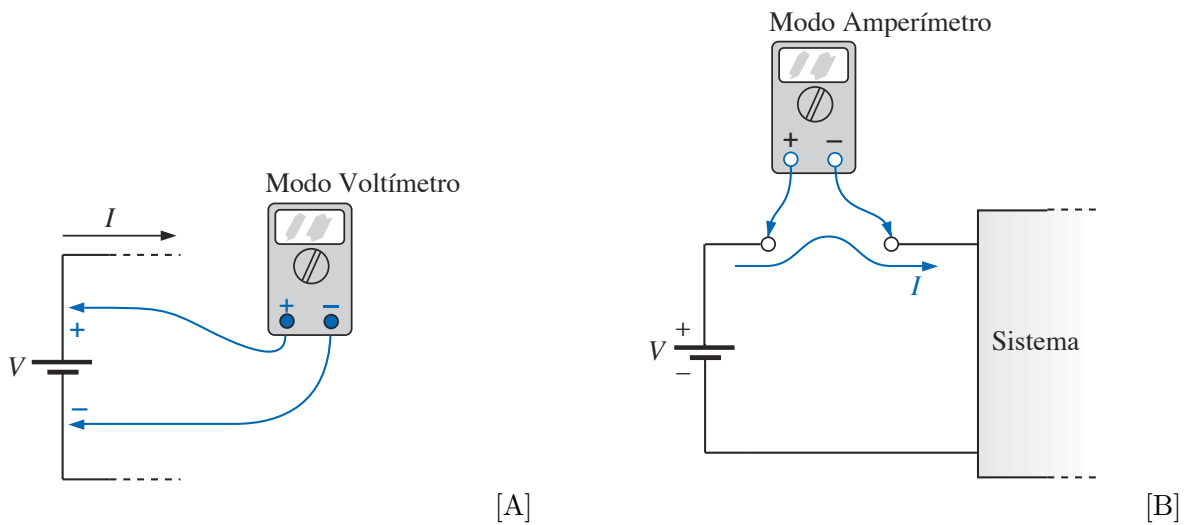 Modo Voltímetro
I
+ −
+
V
−
[A]
Modo Amperímetro
+ −
I
+
V
−
Sistema
[B]